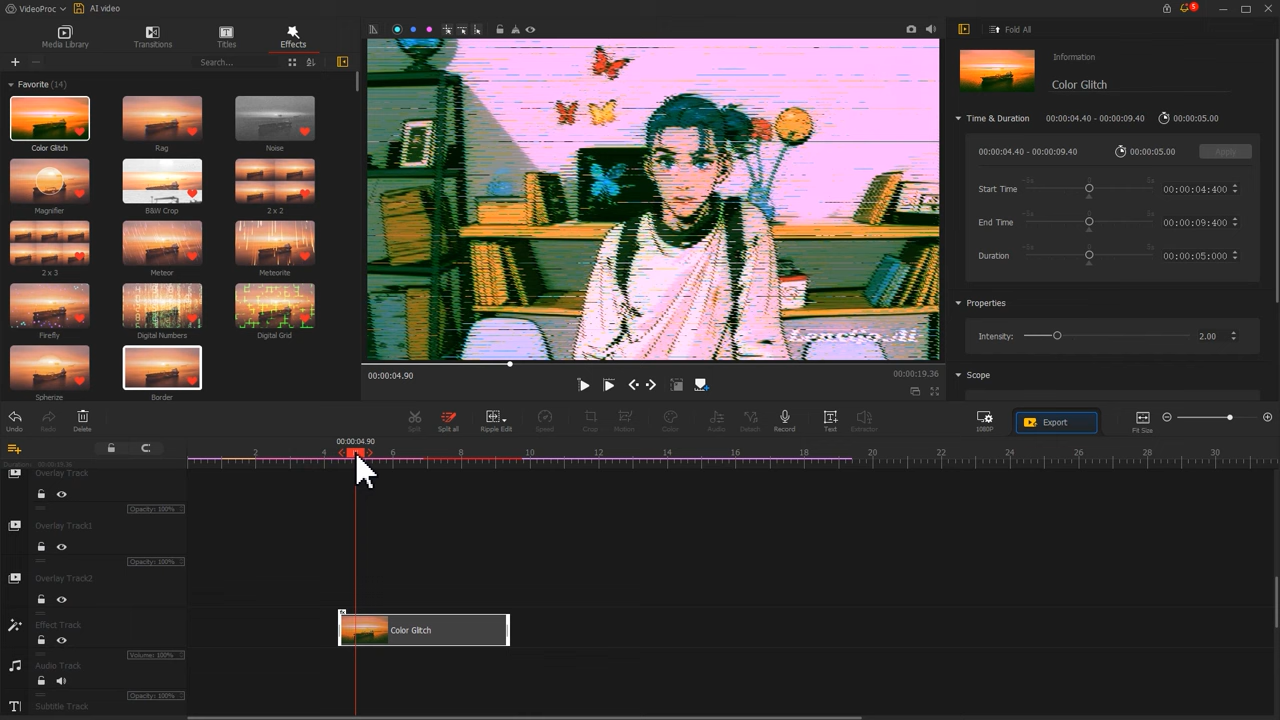 VideoProc AI video 5
Media Library Transitions Titles Effects
Search...
Favorite (14)
Color Glitch Rag Noise
Magnifier B&W Crop 2 x 2
2 x 3 Meteor Meteorite
Firefly Digital Numbers Digital Grid
Spherize Border
00:00:04.90 00:00:19.36
Fold All
Information
Color Glitch
Time & Duration 00:00:04.40 - 00:00:09.40 00:00:05.00
00:00:04.40 - 00:00:09.40 00:00:05.00 Apply
Start Time 00:00:04:400
End Time 00:00:09:400
Duration 00:00:05:000
Properties
Intensity: 2.00
Scope
Undo Redo Delete Split Split all Ripple Edit Speed Crop Motion Color Audio Detach Record Text Extractor 1080P Export Fit Size
00:00:04.90
2 4 6 8 10 12 14 16 18 20 22 24 26 28 30
Overlay Track
Opacity: 100%
Overlay Track1
Opacity: 100%
Overlay Track2
Effect Track
Color Glitch
Volume: 100%
Audio Track
Opacity: 100%
Subtitle Track